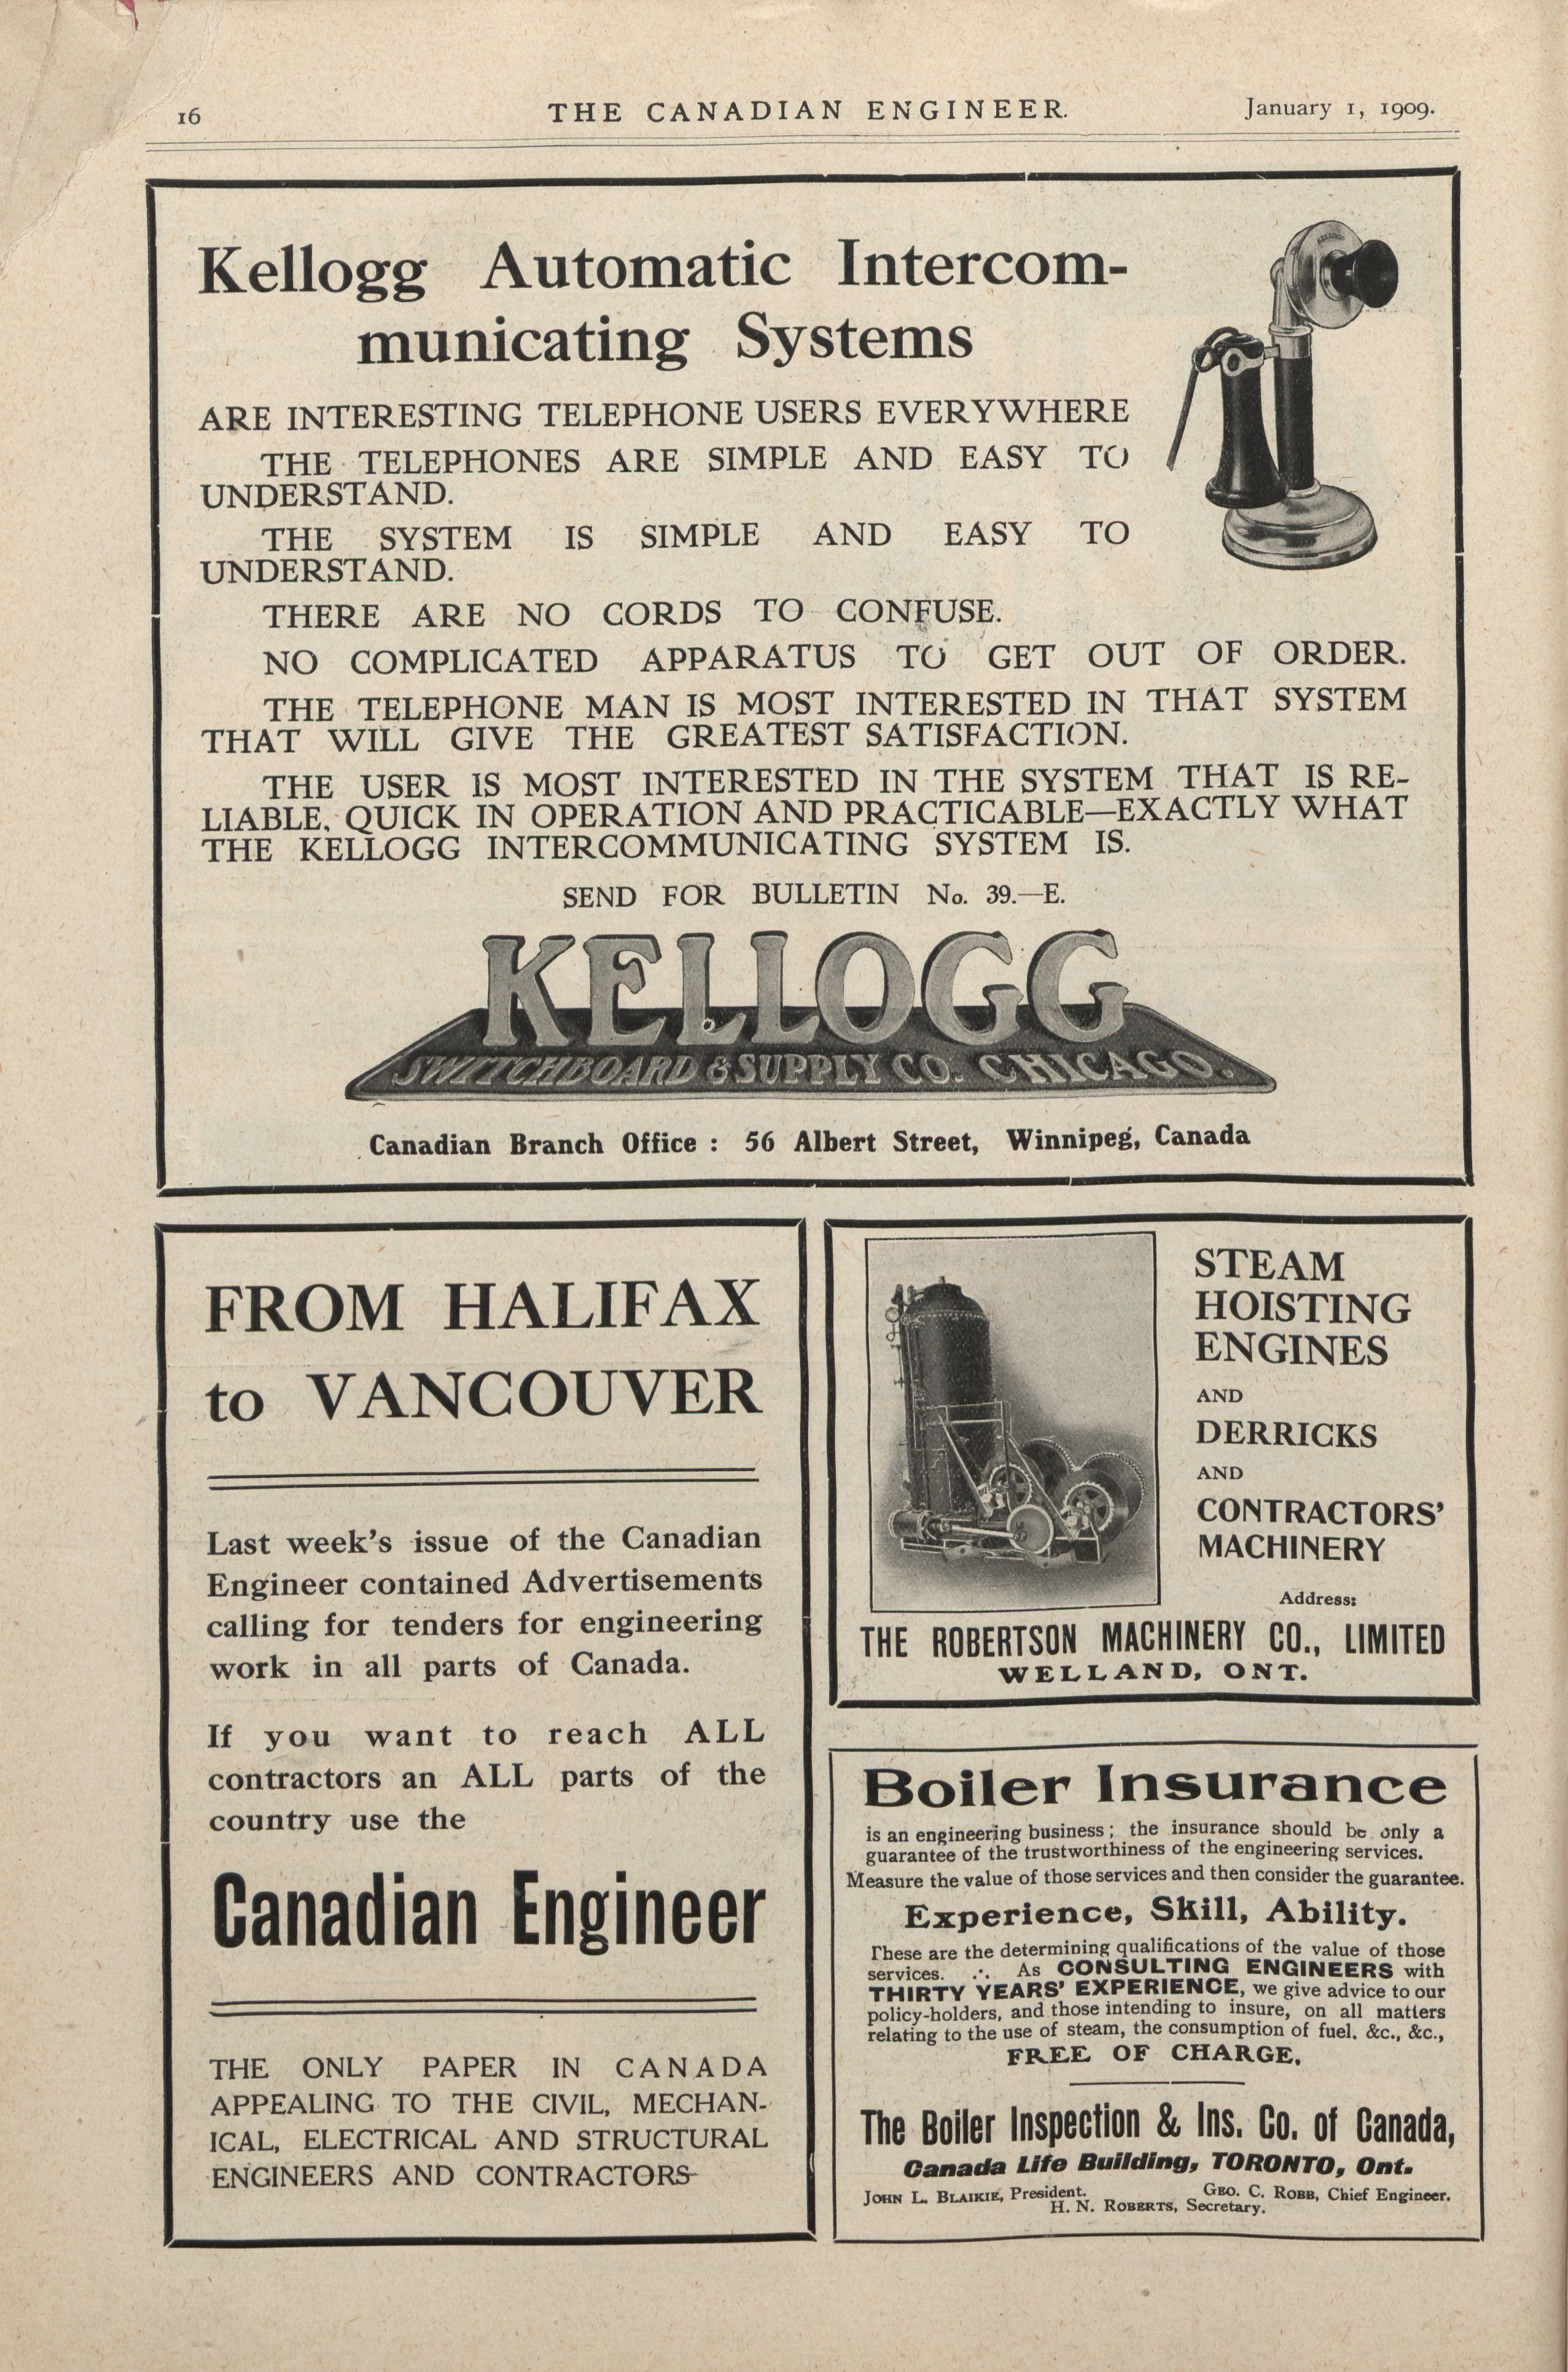 16
THE CANADIAN ENGINEER.
January 1, 1909.
Kellogg Automatic Intercom-
municating Systems
ARE INTERESTING TELEPHONE USERS EVERYWHERE
THE TELEPHONES ARE SIMPLE AND EASY TO
UNDERSTAND.
THE SYSTEM IS SIMPLE AND EASY TO
UNDERSTAND.
THERE ARE NO CORDS TO CONFUSE.
NO COMPLICATED APPARATUS TO GET OUT OF ORDER.
THE TELEPHONE MAN IS MOST INTERESTED IN THAT SYSTEM
THAT WILL GIVE THE GREATEST SATISFACTION.
THE USER IS MOST INTERESTED IN THE SYSTEM THAT IS RE-
LIABLE, QUICK IN OPERATION AND PRACTICABLE—EXACTLY WHAT
THE KELLOGG INTERCOMMUNICATING SYSTEM IS.
SEND FOR BULLETIN No. 39.—E.
KELLOGG
SWITCHBOARD & SUPPLY CO. CHICAGO.
Canadian Branch Office : 56 Albert Street, Winnipeg, Canada
FROM HALIFAX
to VANCOUVER
Last week's issue of the Canadian
Engineer contained Advertisements
calling for tenders for engineering
work in all parts of Canada.
If you want to reach ALL
contractors an ALL parts of the
country use the
Canadian Engineer
THE ONLY PAPER IN CANADA
APPEALING TO THE CIVIL, MECHAN-
ICAL, ELECTRICAL AND STRUCTURAL
ENGINEERS AND CONTRACTORS
STEAM
HOISTING
ENGINES
AND
DERRICKS
AND
CONTRACTORS'
MACHINERY
Address:
THE ROBERTSON MACHINERY CO., LIMITED
WELLAND, ONT.
Boiler Insurance
is an engineering business; the insurance should be only a
guarantee of the trustworthiness of the engineering services.
Measure the value of those services and then consider the guarantee.
Experience, Skill, Ability.
These are the determining qualifications of the value of those
services. ∴ As CONSULTING ENGINEERS with
THIRTY YEARS' EXPERIENCE, we give advice to our
policy-holders, and those intending to insure, on all matters
relating to the use of steam, the consumption of fuel, &c., &c.,
FREE OF CHARGE.
The Boiler Inspection & Ins. Co. of Canada,
Canada Life Building, TORONTO, Ont.
JOHN L. BLAIKIE, President. GEO. C. ROBB, Chief Engineer.
H. N. ROBERTS, Secretary.